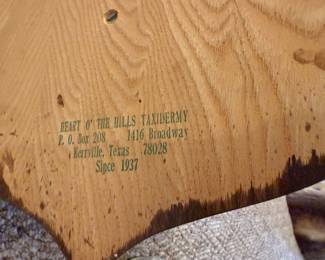 HEART O' THE HILLS TAXIDERMY
P. O. Box 208 1416 Broadway
Kerrville, Texas 78028
Since 1937